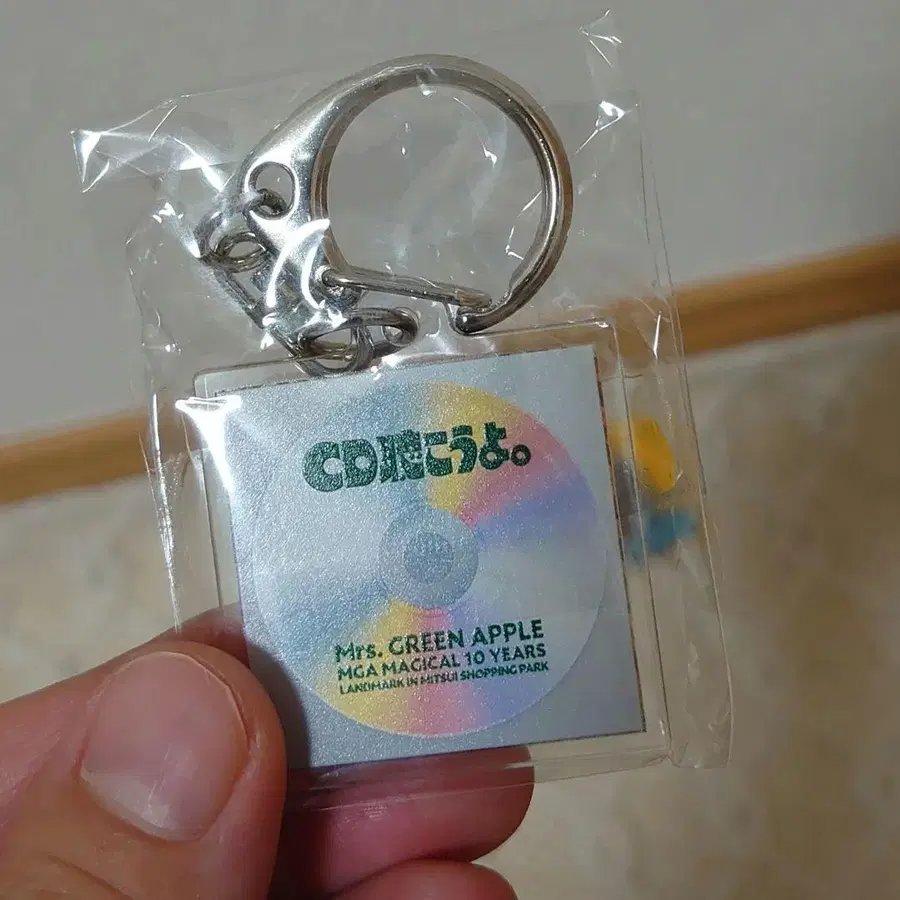 CD聴こうよ。
Mrs. GREEN APPLE
MGA MAGICAL 10 YEARS
LANDMARK IN MITSUI SHOPPING PARK